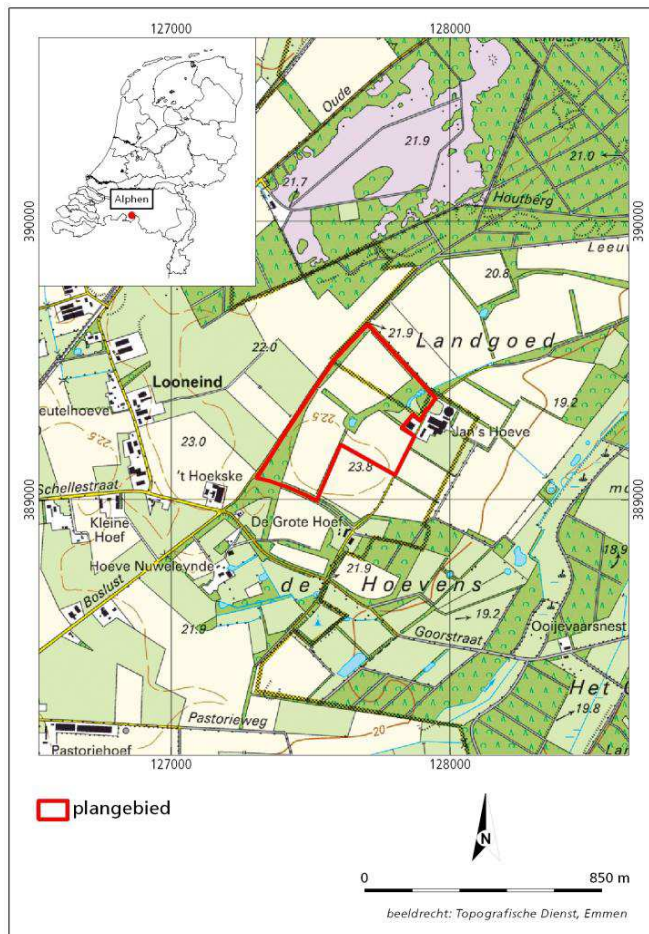 127000
128000
Oude
21.9
21.0
21.7
Houtberg
Alphen
390000
390000
Leeuw
20.8
21.9
Landgoed
22.0
Looneind
eutelhoeve
22.5
22.5
19.2
Jan's Hoeve
23.0
23.8
't Hoekske
Schellestraat
389000
389000
Kleine
Hoef
De Grote Hoef
Hoeve Nuweleynde
18.9
21.9
de Hoevens
Boslust
19.2
Ooijevaarsnest
21.9
Goorstraat
Het
19.8
Pastorieweg
20
Pastoriehoef
127000
128000
plangebied
N
0 850 m
beeldrecht: Topografische Dienst, Emmen